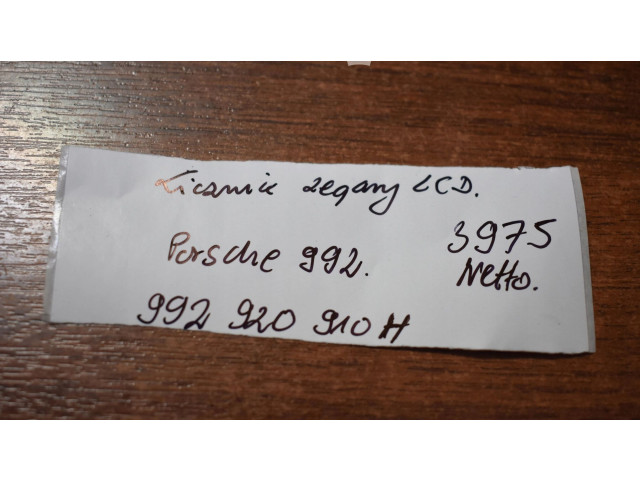 Licznik zegary LCD.
Porsche 992.
3975
Netto.
992 920 910 H